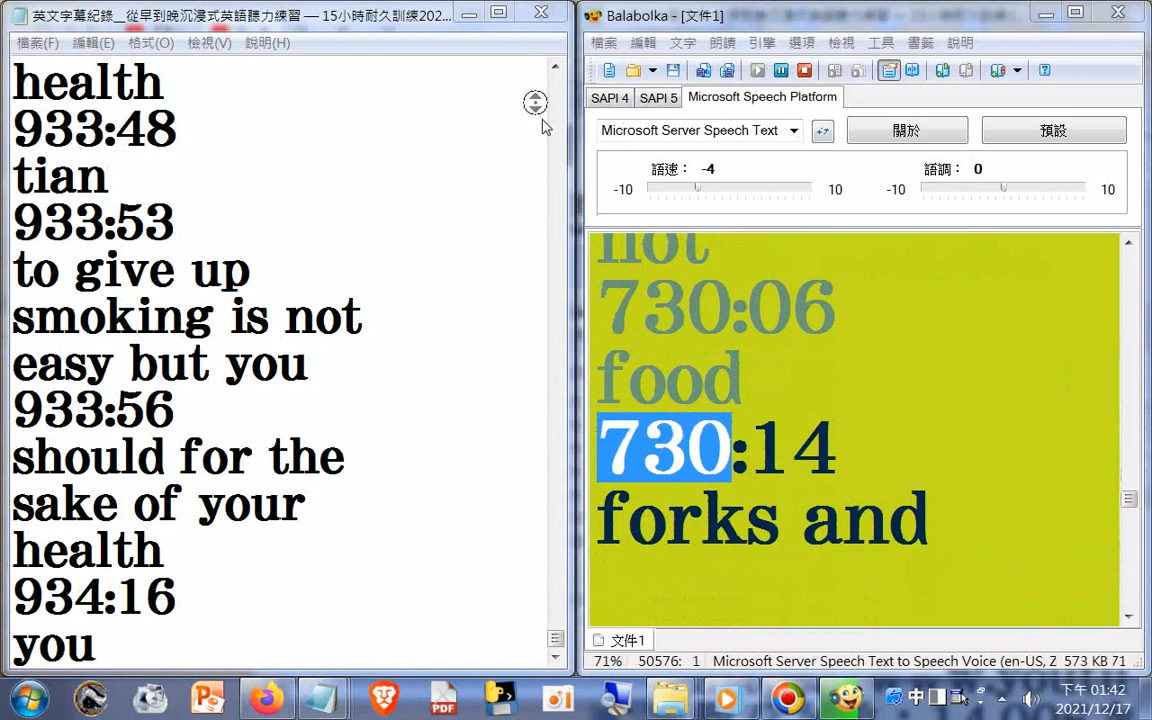 英文字幕紀錄__從早到晚沉浸式英語聽力練習 — 15小時耐久訓練202...
檔案(F) 編輯(E) 格式(O) 檢視(V) 說明(H)
health
933:48
tian
933:53
to give up
smoking is not
easy but you
933:56
should for the
sake of your
health
934:16
you
Balabolka - [文件1]
檔案 編輯 文字 朗讀 引擎 選項 檢視 工具 書籤 說明
SAPI 4 SAPI 5 Microsoft Speech Platform
Microsoft Server Speech Text 關於 預設
語速： -4 語調： 0
-10 10 -10 10
not
730:06
food
730:14
forks and
文件1
71% 50576: 1 Microsoft Server Speech Text to Speech Voice (en-US, Z 573 KB 71
PDF 中 下午 01:42
2021/12/17